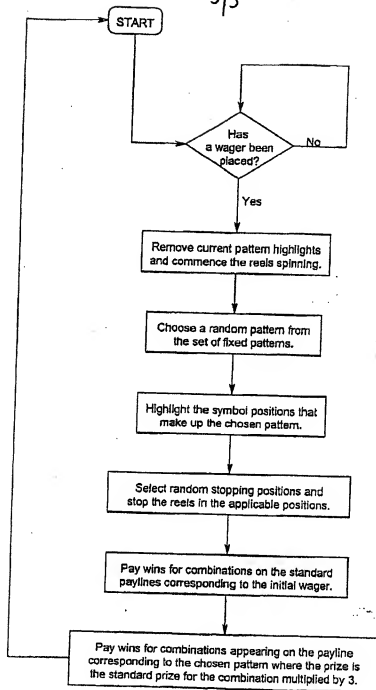 5/5
START
Has
a wager been
placed?
No
Yes
Remove current pattern highlights
and commence the reels spinning.
Choose a random pattern from
the set of fixed patterns.
Highlight the symbol positions that
make up the chosen pattern.
Select random stopping positions and
stop the reels in the applicable positions.
Pay wins for combinations on the standard
paylines corresponding to the initial wager.
Pay wins for combinations appearing on the payline
corresponding to the chosen pattern where the prize is
the standard prize for the combination multiplied by 3.